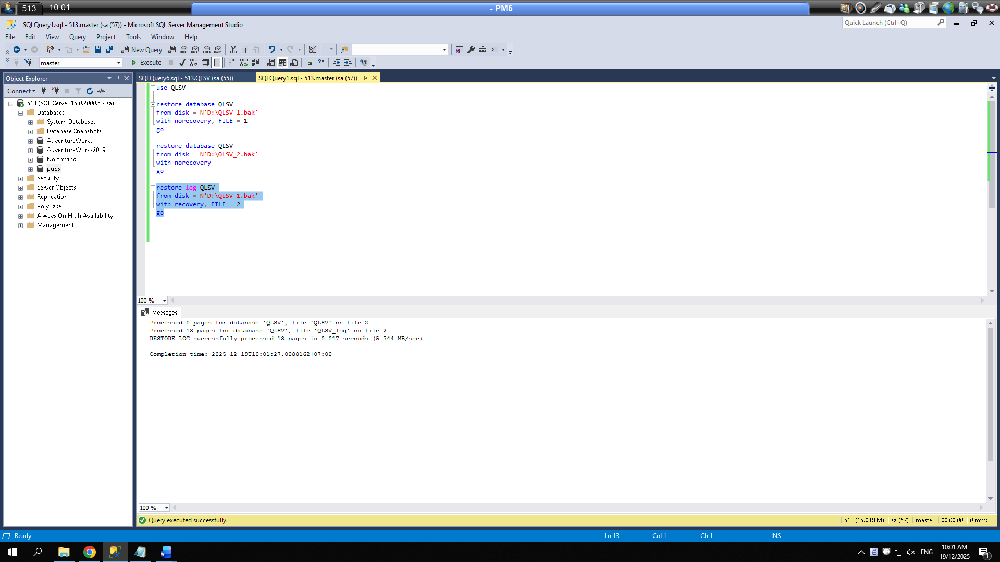 513 10:01 - PM5
SQLQuery1.sql - 513.master (sa (57)) - Microsoft SQL Server Management Studio
Quick Launch (Ctrl+Q)
File Edit View Query Project Tools Window Help
New Query MDX DMX XMLA DAX
master Execute
Object Explorer
Connect
513 (SQL Server 15.0.2000.5 - sa)
Databases
System Databases
Database Snapshots
AdventureWorks
AdventureWorks2019
Northwind
pubs
Security
Server Objects
Replication
PolyBase
Always On High Availability
Management
SQLQuery6.sql - 513.QLSV (sa (55)) SQLQuery1.sql - 513.master (sa (57))
use QLSV
restore database QLSV
from disk = N'D:\QLSV_1.bak'
with norecovery, FILE = 1
go
restore database QLSV
from disk = N'D:\QLSV_2.bak'
with norecovery
go
restore log QLSV
from disk = N'D:\QLSV_1.bak'
with recovery, FILE = 2
go
100 %
Messages
Processed 0 pages for database 'QLSV', file 'QLSV' on file 2.
Processed 13 pages for database 'QLSV', file 'QLSV_log' on file 2.
RESTORE LOG successfully processed 13 pages in 0.017 seconds (5.744 MB/sec).
Completion time: 2025-12-19T10:01:27.0088162+07:00
100 %
Query executed successfully. 513 (15.0 RTM) sa (57) master 00:00:00 0 rows
Ready Ln 13 Col 1 Ch 1 INS
ENG 10:01 AM
19/12/2025
1